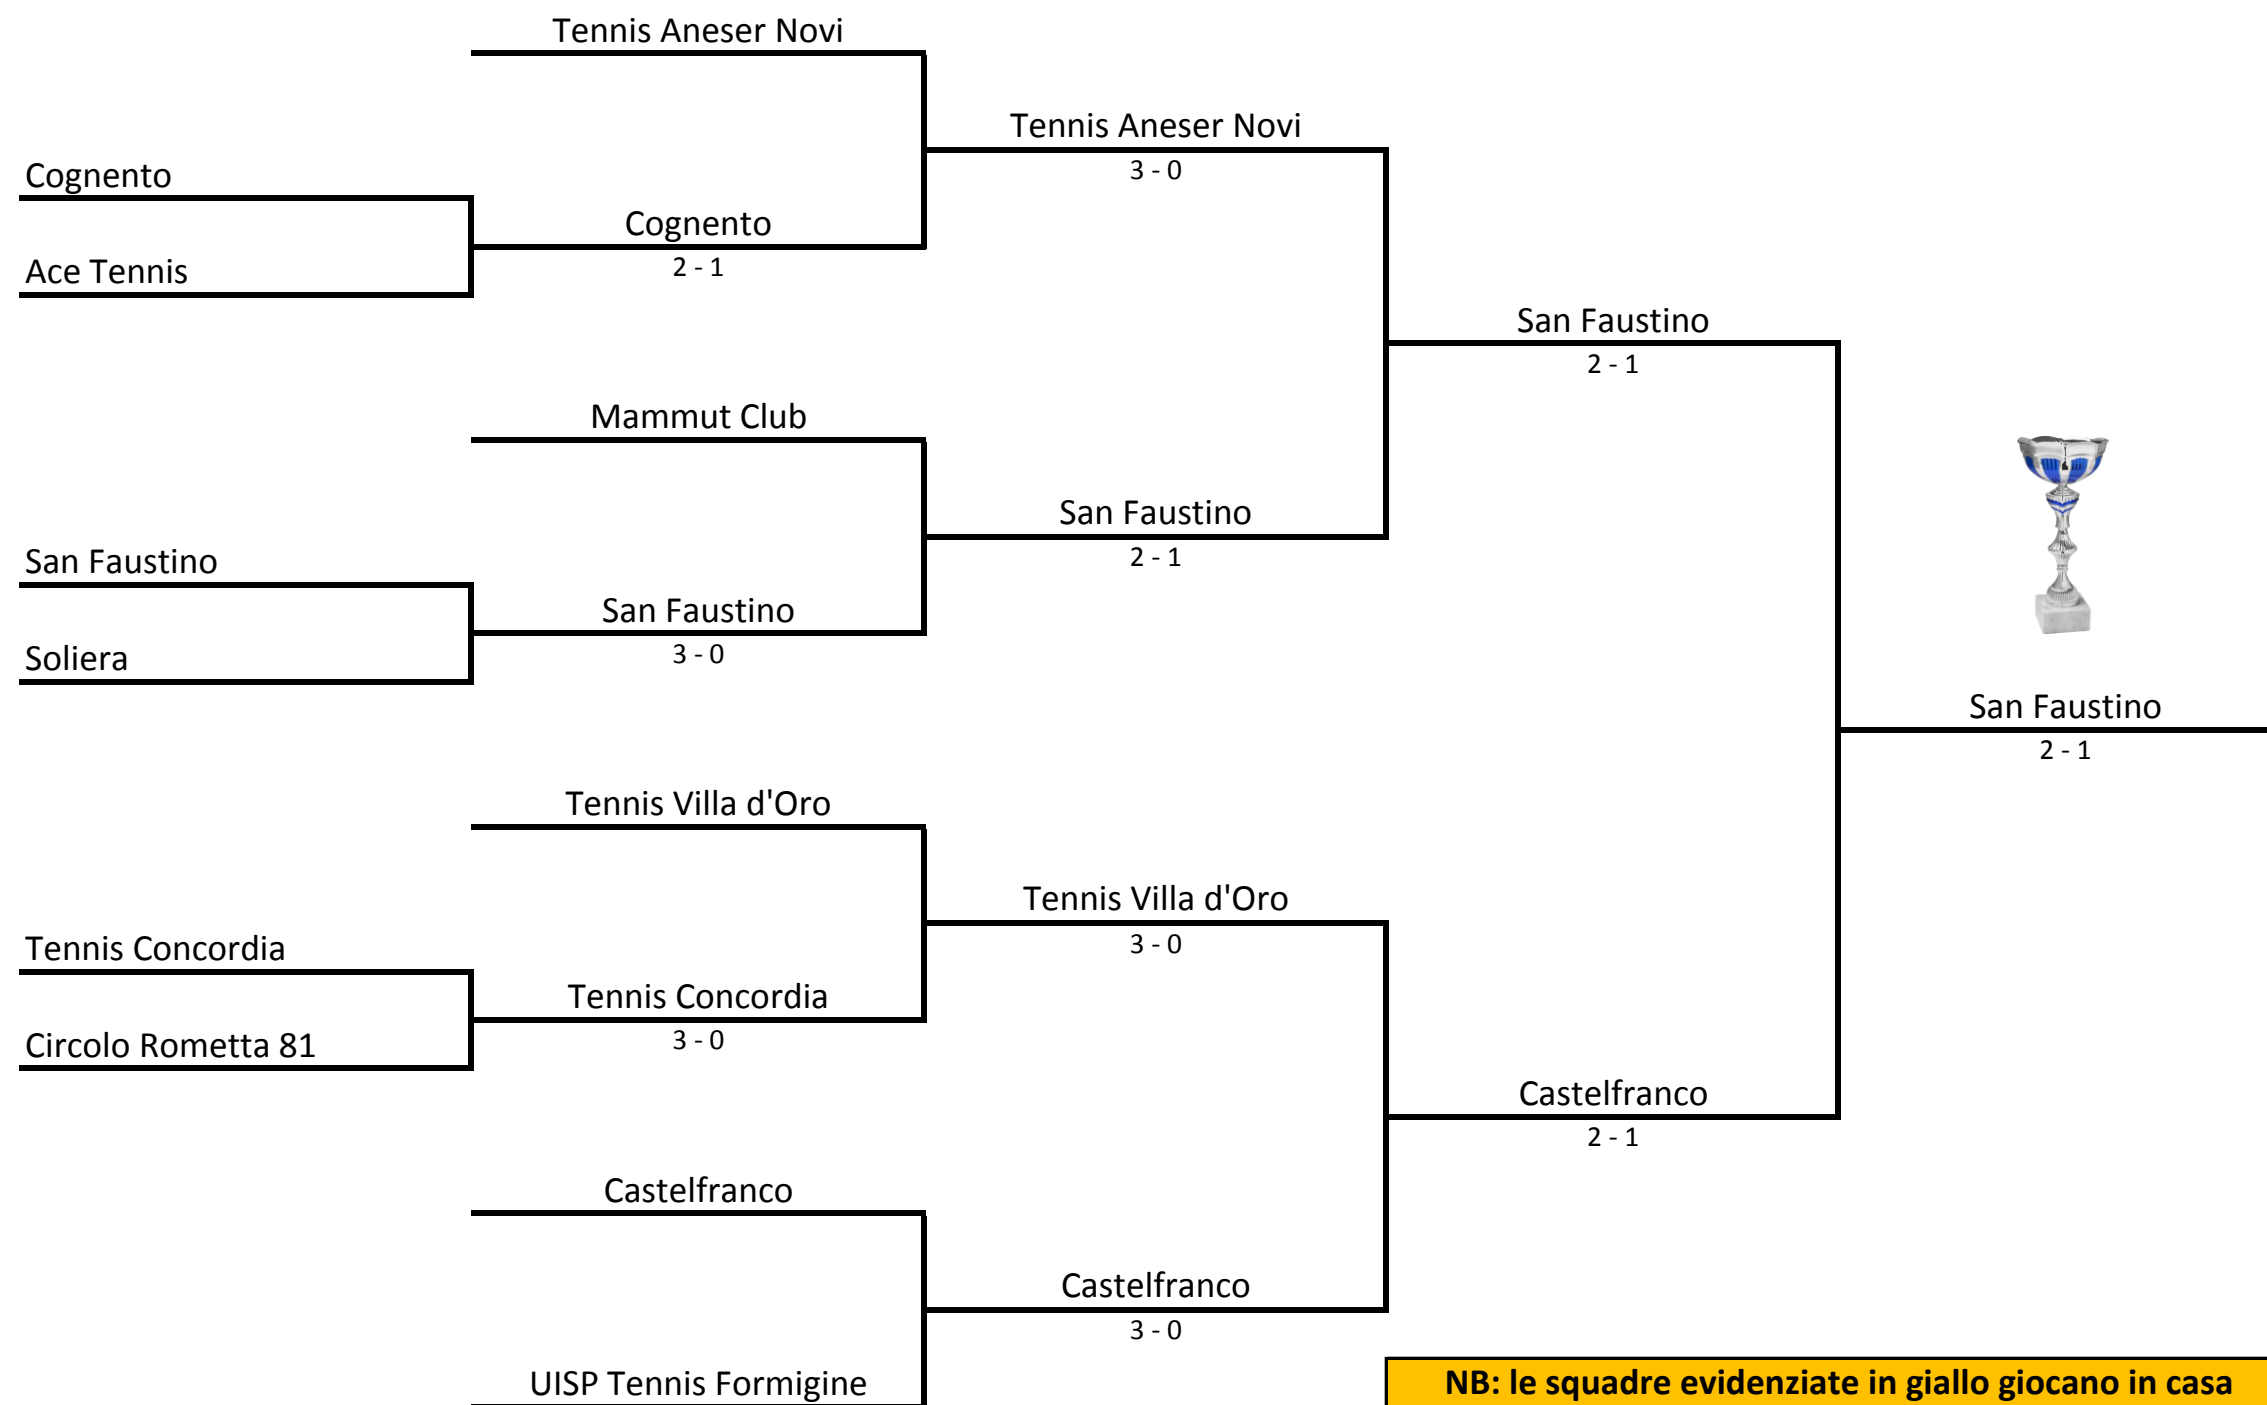 Tennis Aneser Novi
Tennis Aneser Novi
3 - 0
Cognento
Cognento
2 - 1
Ace Tennis
San Faustino
2 - 1
Mammut Club
San Faustino
2 - 1
San Faustino
San Faustino
3 - 0
Soliera
San Faustino
2 - 1
Tennis Villa d'Oro
Tennis Villa d'Oro
3 - 0
Tennis Concordia
Tennis Concordia
3 - 0
Circolo Rometta 81
Castelfranco
2 - 1
Castelfranco
Castelfranco
3 - 0
UISP Tennis Formigine
NB: le squadre evidenziate in giallo giocano in casa